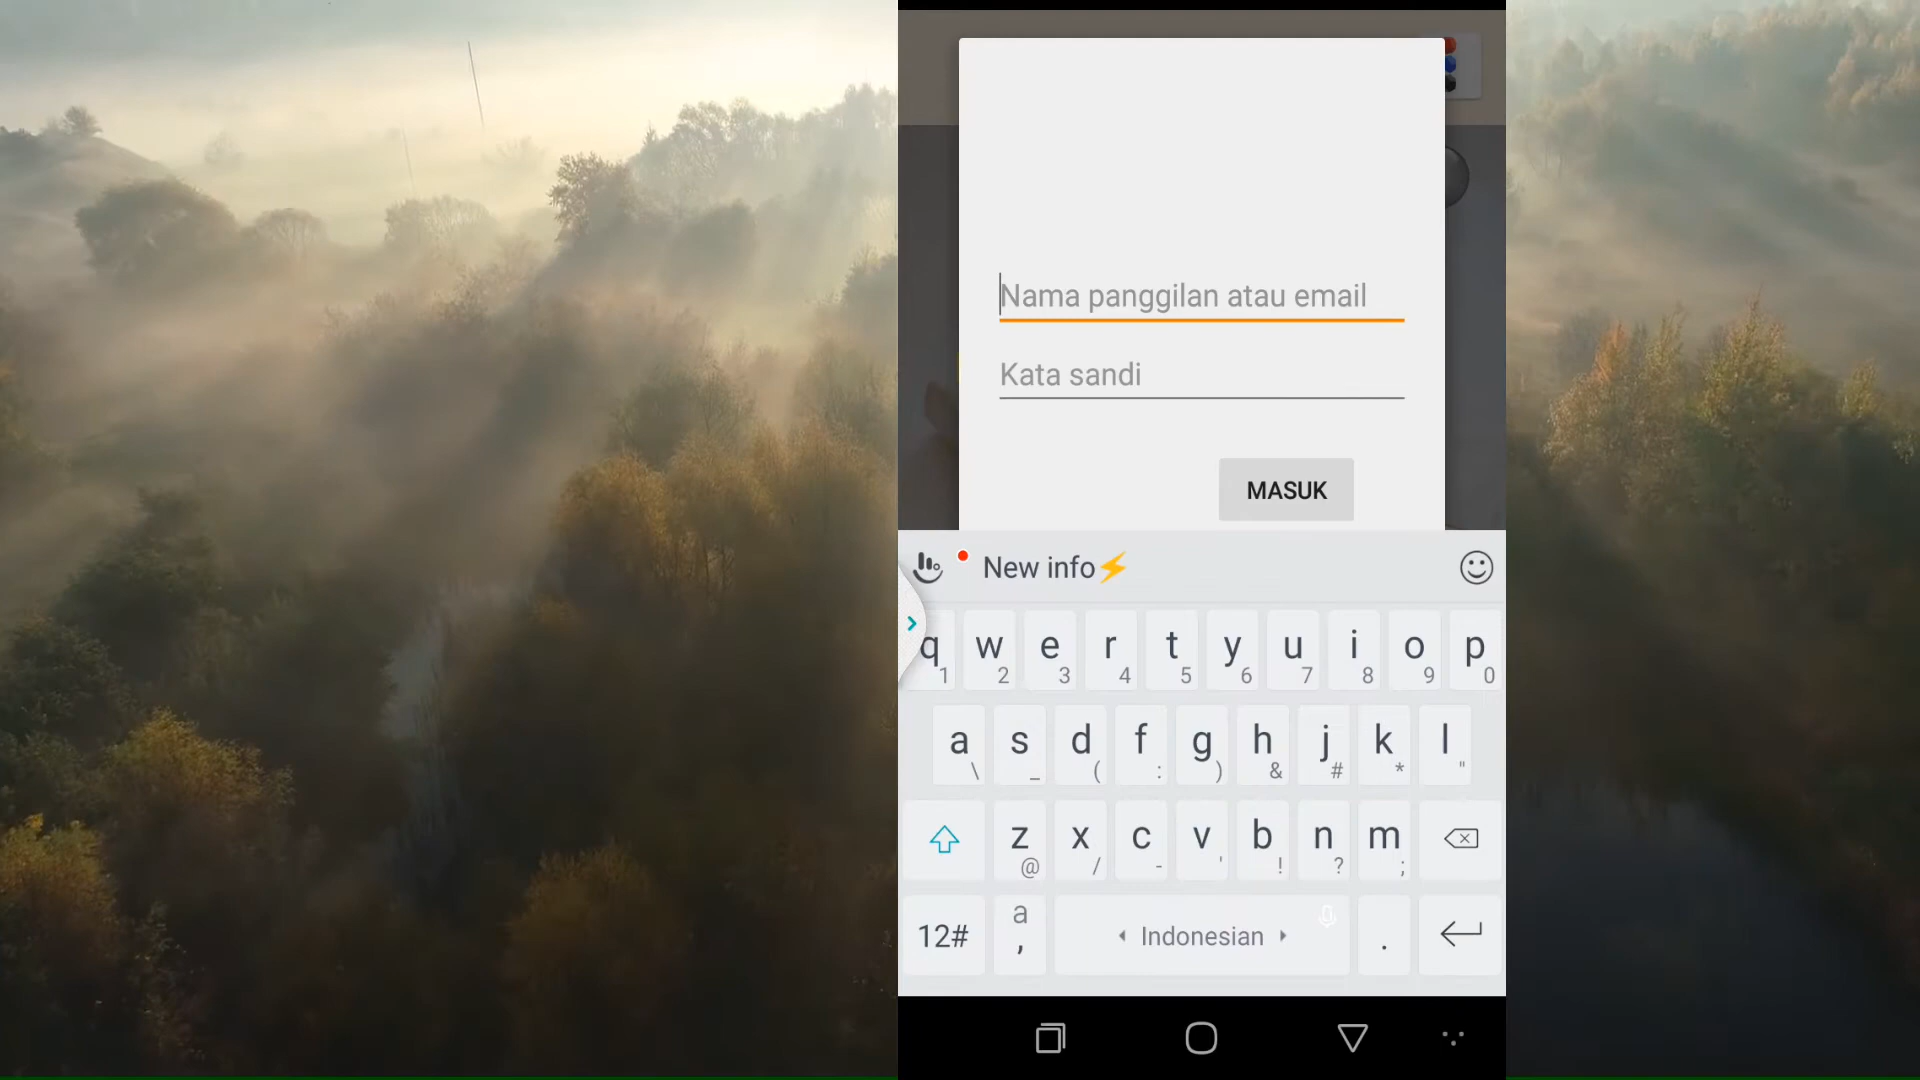 Nama panggilan atau email
Kata sandi
MASUK
New info⚡
q w e r t y u i o p
1 2 3 4 5 6 7 8 9 0
a s d f g h j k l
\ _ ( : ) & # * "
z x c v b n m
@ / - ' ! ? ;
12# a , Indonesian .